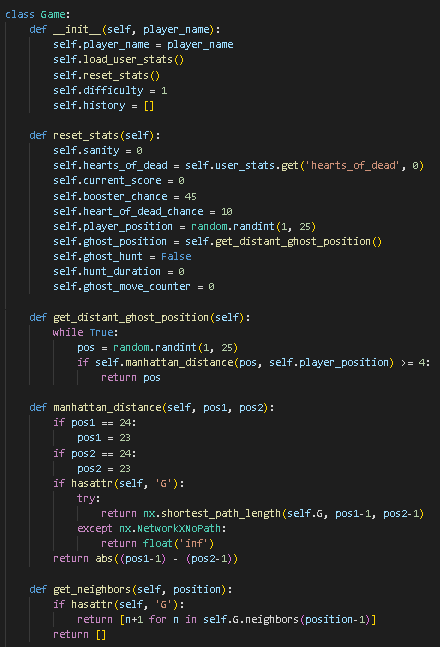 class Game:
    def __init__(self, player_name):
        self.player_name = player_name
        self.load_user_stats()
        self.reset_stats()
        self.difficulty = 1
        self.history = []

    def reset_stats(self):
        self.sanity = 0
        self.hearts_of_dead = self.user_stats.get('hearts_of_dead', 0)
        self.current_score = 0
        self.booster_chance = 45
        self.heart_of_dead_chance = 10
        self.player_position = random.randint(1, 25)
        self.ghost_position = self.get_distant_ghost_position()
        self.ghost_hunt = False
        self.hunt_duration = 0
        self.ghost_move_counter = 0

    def get_distant_ghost_position(self):
        while True:
            pos = random.randint(1, 25)
            if self.manhattan_distance(pos, self.player_position) >= 4:
                return pos

    def manhattan_distance(self, pos1, pos2):
        if pos1 == 24:
            pos1 = 23
        if pos2 == 24:
            pos2 = 23
        if hasattr(self, 'G'):
            try:
                return nx.shortest_path_length(self.G, pos1-1, pos2-1)
            except nx.NetworkXNoPath:
                return float('inf')
        return abs((pos1-1) - (pos2-1))

    def get_neighbors(self, position):
        if hasattr(self, 'G'):
            return [n+1 for n in self.G.neighbors(position-1)]
        return []